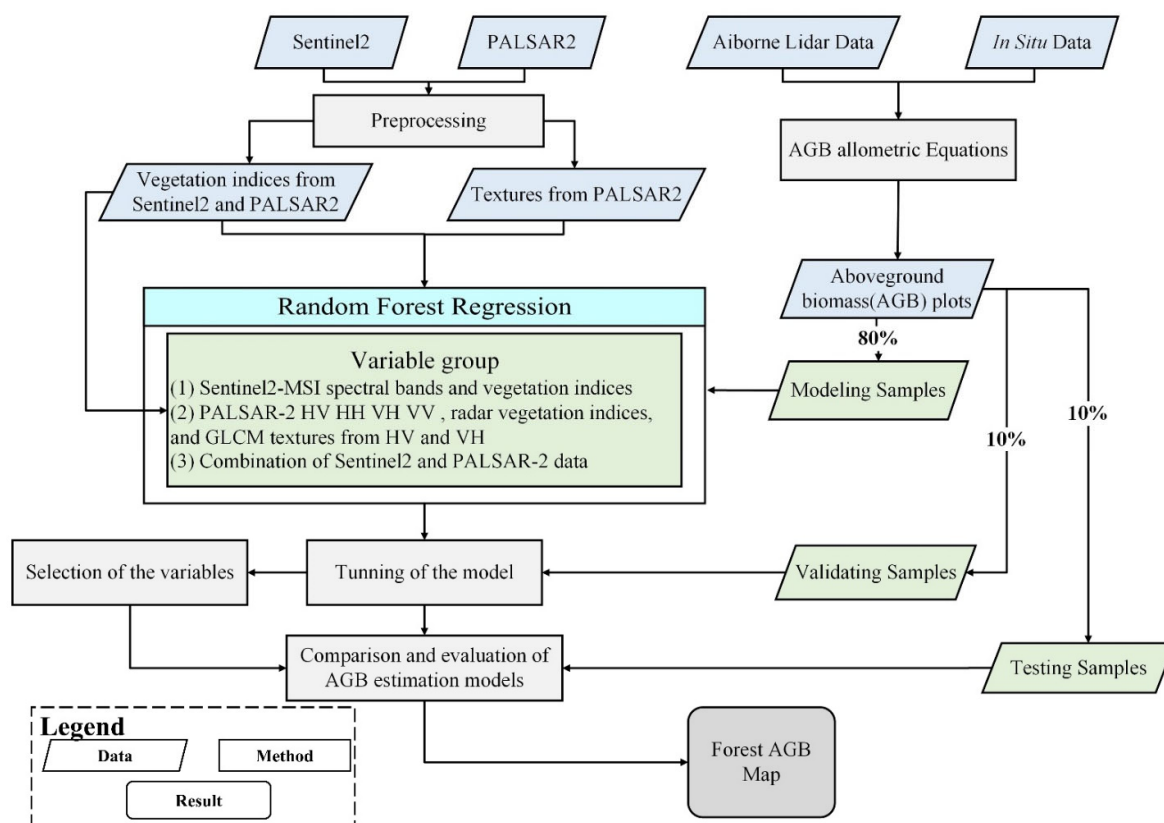 Sentinel2
PALSAR2
Aiborne Lidar Data
In Situ Data
Preprocessing
AGB allometric Equations
Vegetation indices from
Sentinel2 and PALSAR2
Textures from PALSAR2
Aboveground
biomass(AGB) plots
80%
10%
10%
Random Forest Regression
Variable group
(1) Sentinel2-MSI spectral bands and vegetation indices
(2) PALSAR-2 HV HH VH VV , radar vegetation indices,
and GLCM textures from HV and VH
(3) Combination of Sentinel2 and PALSAR-2 data
Modeling Samples
Selection of the variables
Tunning of the model
Validating Samples
Comparison and evaluation of
AGB estimation models
Testing Samples
Legend
Data
Method
Result
Forest AGB
Map